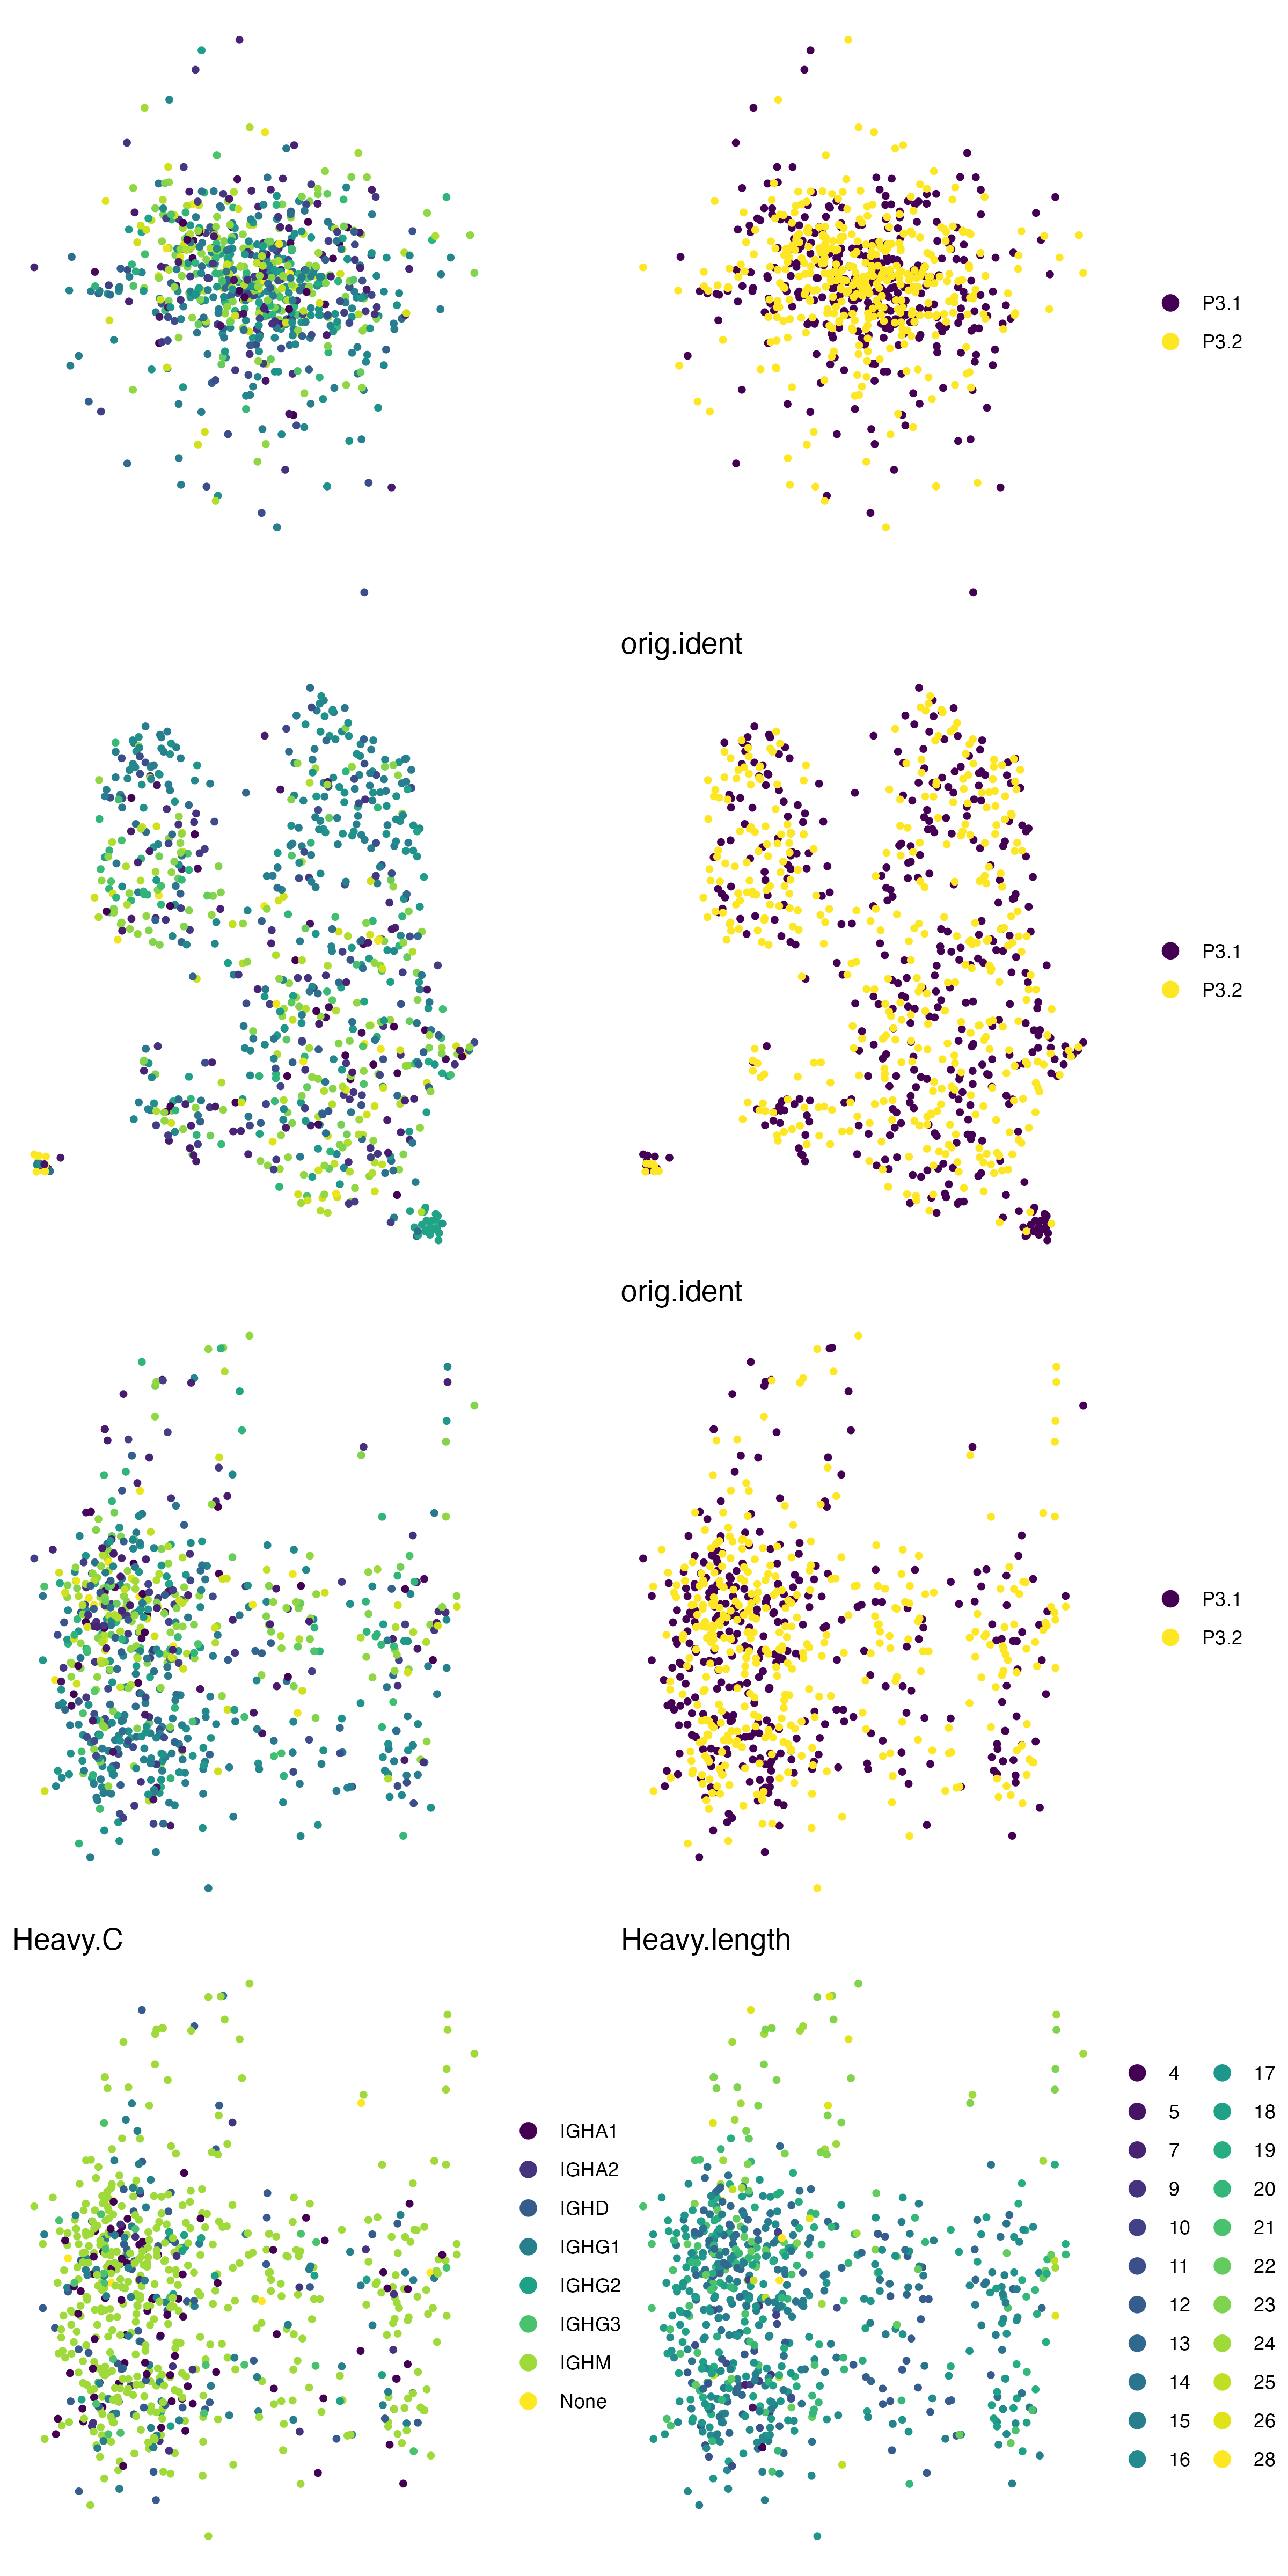 P3.1
P3.2
orig.ident
P3.1
P3.2
orig.ident
P3.1
P3.2
Heavy.C
IGHA1
IGHA2
IGHD
IGHG1
IGHG2
IGHG3
IGHM
None
Heavy.length
4
5
7
9
10
11
12
13
14
15
16
17
18
19
20
21
22
23
24
25
26
28